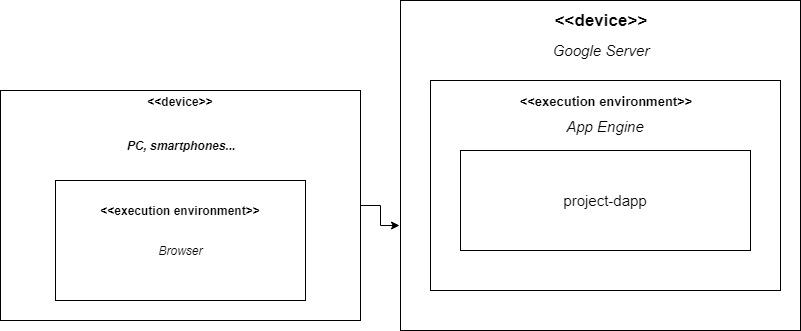 <<device>>
PC, smartphones...
<<execution environment>>
Browser
<<device>>
Google Server
<<execution environment>>
App Engine
project-dapp